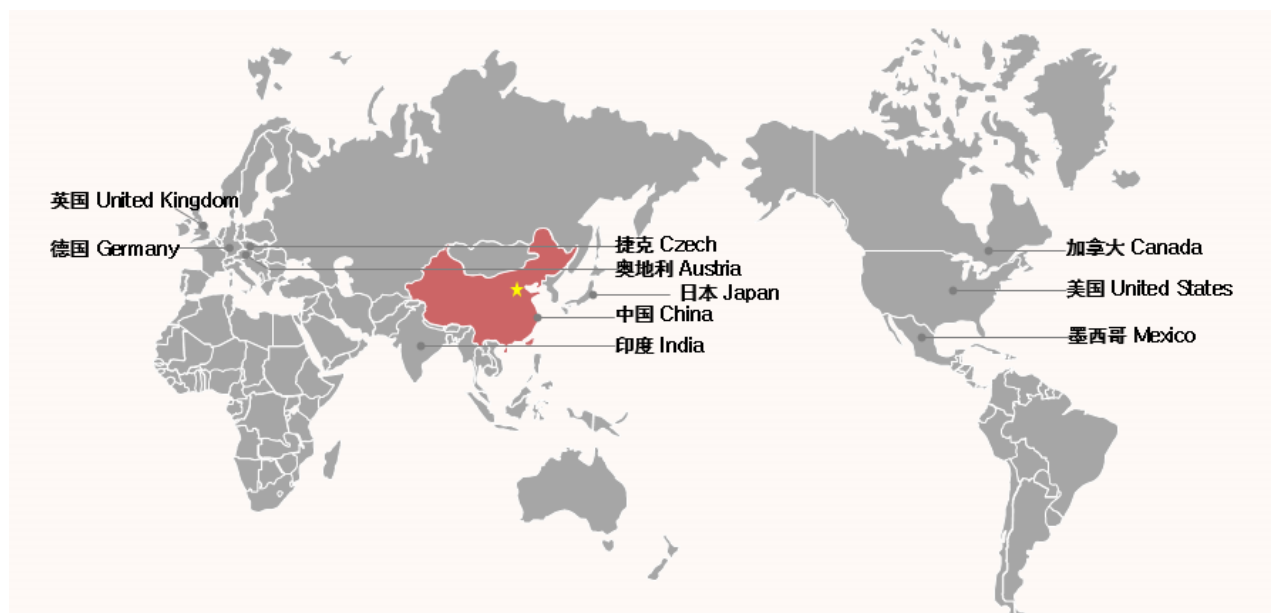 英国 United Kingdom
德国 Germany
捷克 Czech
奥地利 Austria
日本 Japan
中国 China
印度 India
加拿大 Canada
美国 United States
墨西哥 Mexico